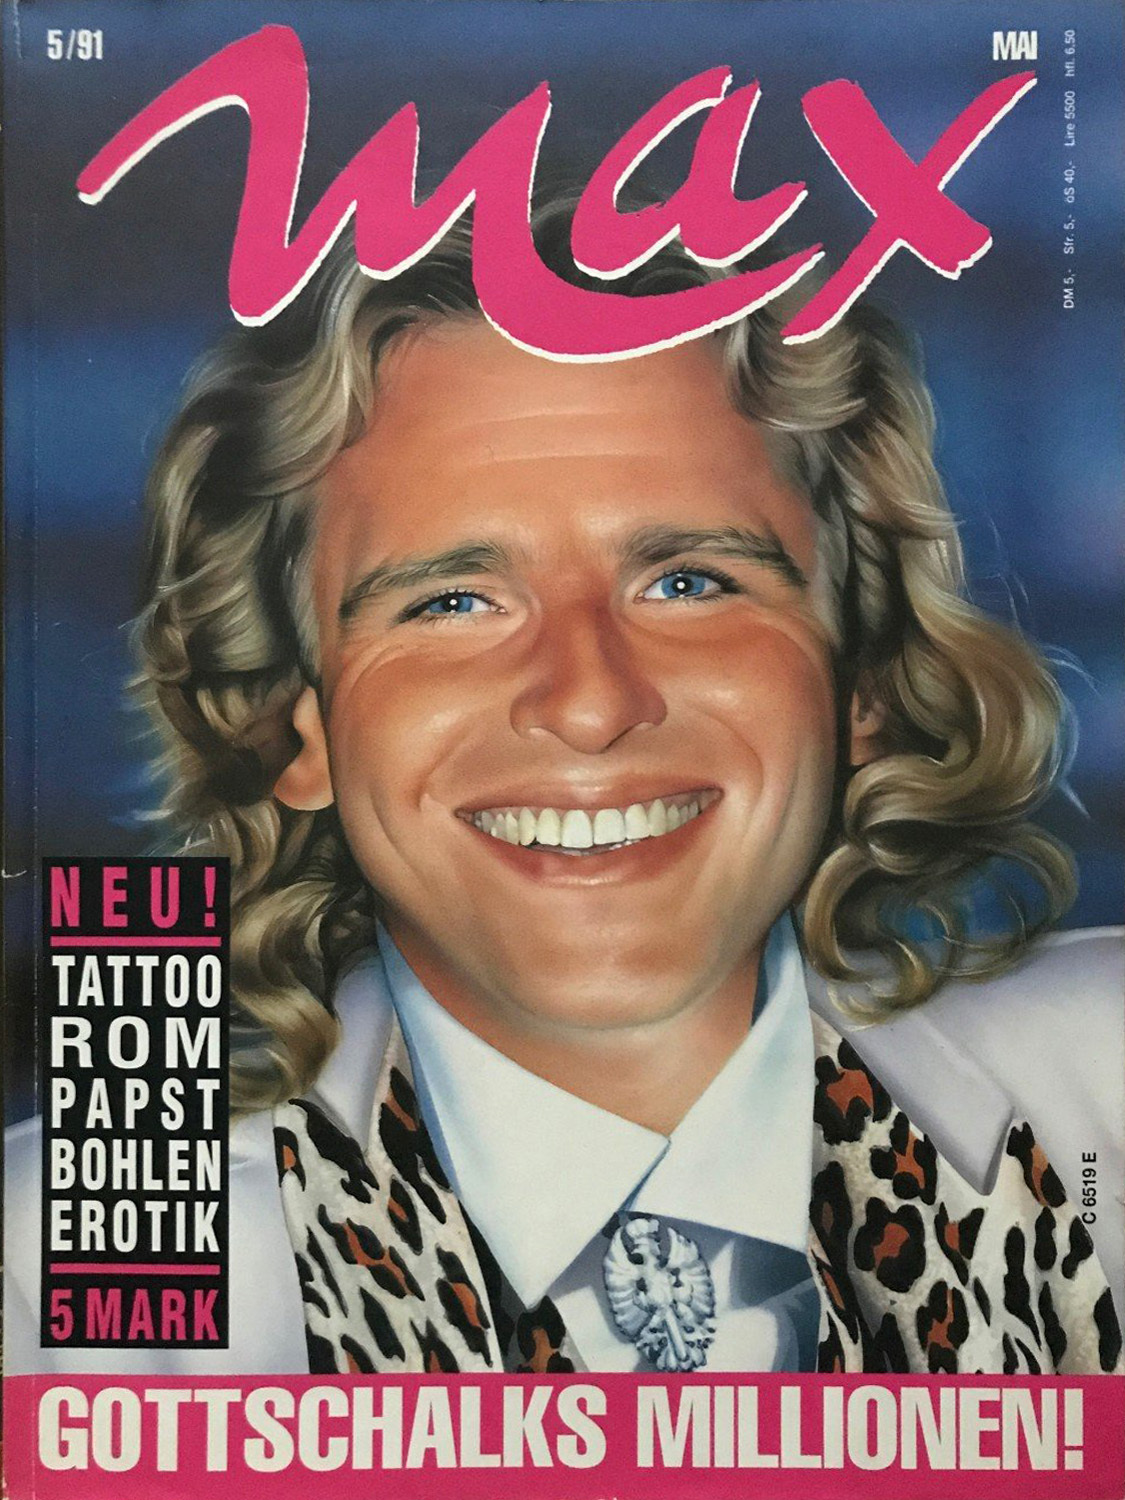 5/91
MAI
max
DM 5,- Sfr. 5,- öS 40,- Lire 5500 hfl. 6.50
NEU!
TATTOO
ROM
PAPST
BOHLEN
EROTIK
5 MARK
C 6519 E
GOTTSCHALKS MILLIONEN!